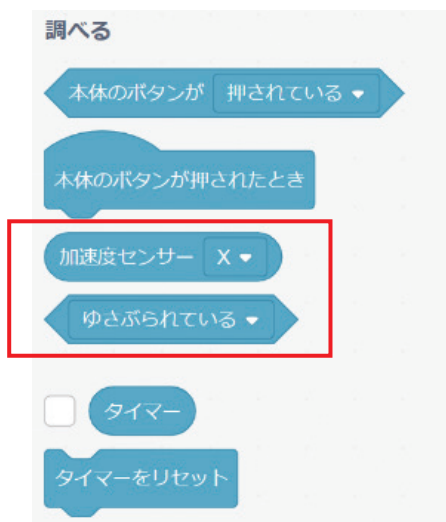 調べる
本体のボタンが 押されている
本体のボタンが押されたとき
加速度センサー X
ゆさぶられている
タイマー
タイマーをリセット